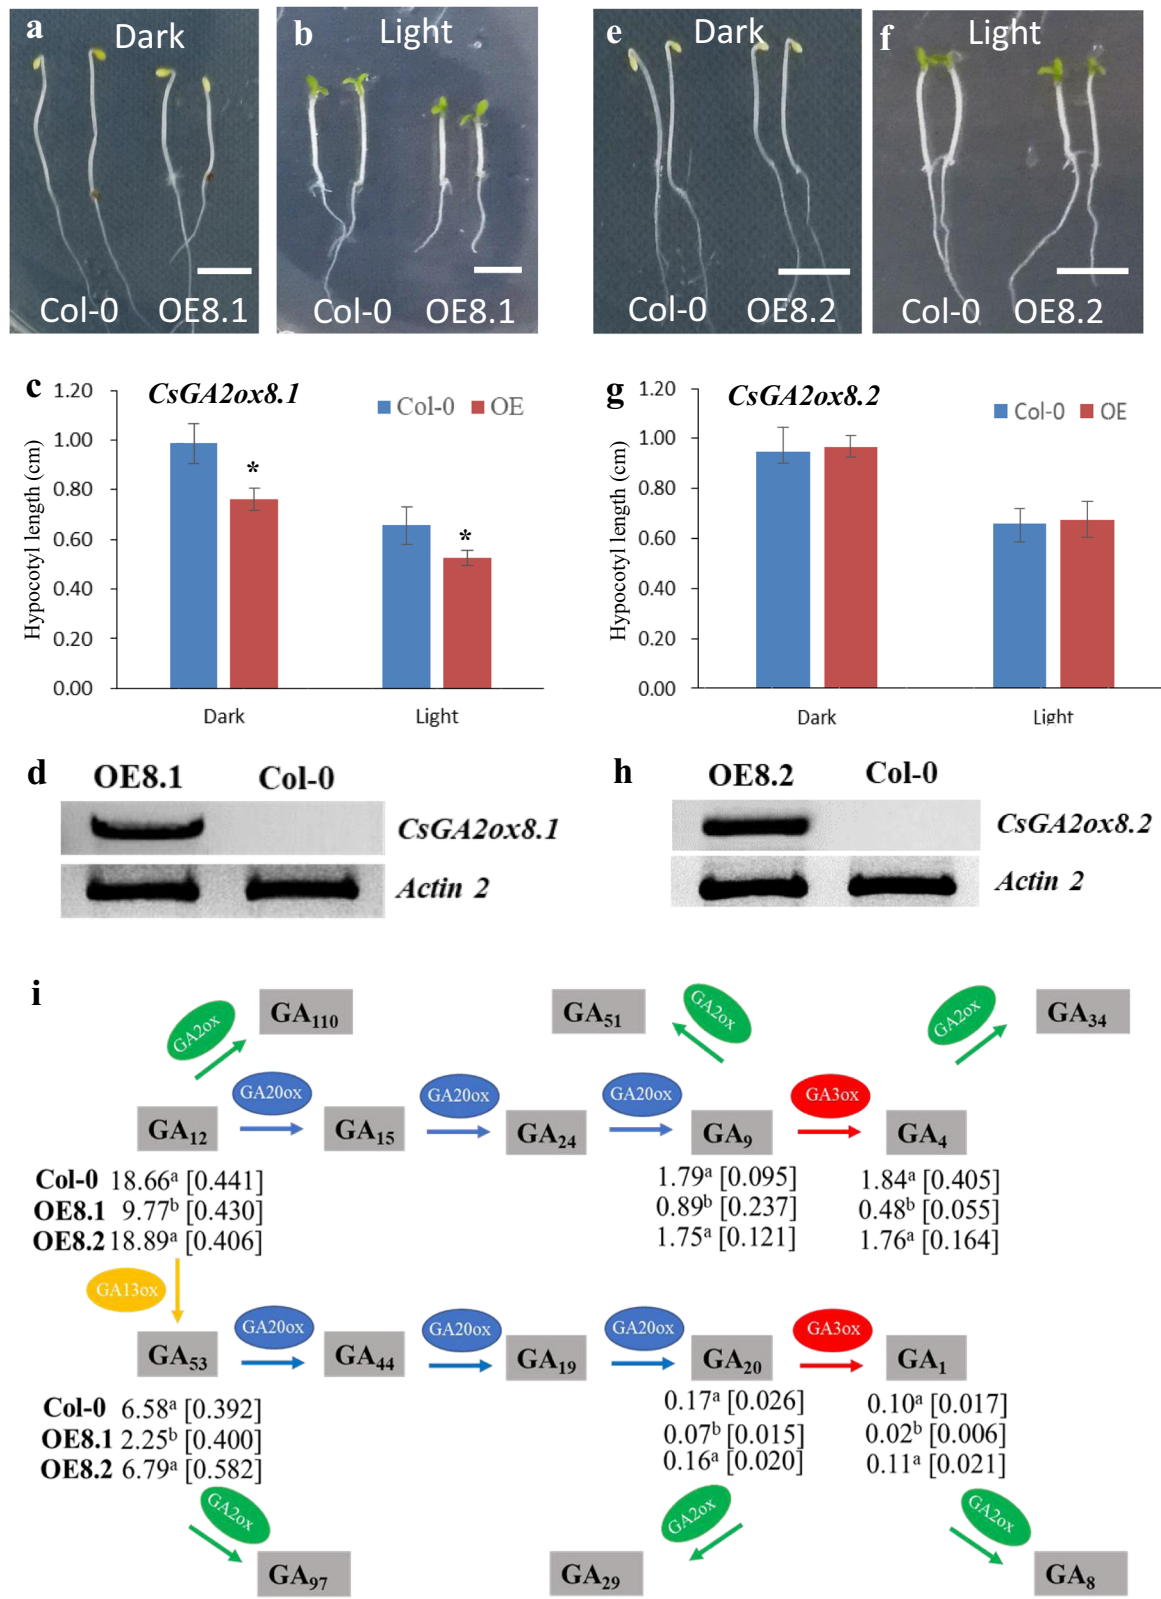 a Dark
Col-0 OE8.1
b Light
Col-0 OE8.1
e Dark
Col-0 OE8.2
f Light
Col-0 OE8.2
c CsGA2ox8.1
Col-0 OE
Hypocotyl length (cm)
1.20
1.00
0.80
0.60
0.40
0.20
0.00
*
*
Dark Light
g CsGA2ox8.2
Col-0 OE
Hypocotyl length (cm)
1.20
1.00
0.80
0.60
0.40
0.20
0.00
Dark Light
d OE8.1 Col-0
CsGA2ox8.1
Actin 2
h OE8.2 Col-0
CsGA2ox8.2
Actin 2
i
GA2ox GA110 GA51 GA2ox GA2ox GA34
GA20ox GA20ox GA20ox GA3ox
GA12 GA15 GA24 GA9 GA4
Col-0 18.66a [0.441] 1.79a [0.095] 1.84a [0.405]
OE8.1 9.77b [0.430] 0.89b [0.237] 0.48b [0.055]
OE8.2 18.89a [0.406] 1.75a [0.121] 1.76a [0.164]
GA13ox
GA20ox GA20ox GA20ox GA3ox
GA53 GA44 GA19 GA20 GA1
Col-0 6.58a [0.392] 0.17a [0.026] 0.10a [0.017]
OE8.1 2.25b [0.400] 0.07b [0.015] 0.02b [0.006]
OE8.2 6.79a [0.582] 0.16a [0.020] 0.11a [0.021]
GA2ox GA2ox GA2ox
GA97 GA29 GA8